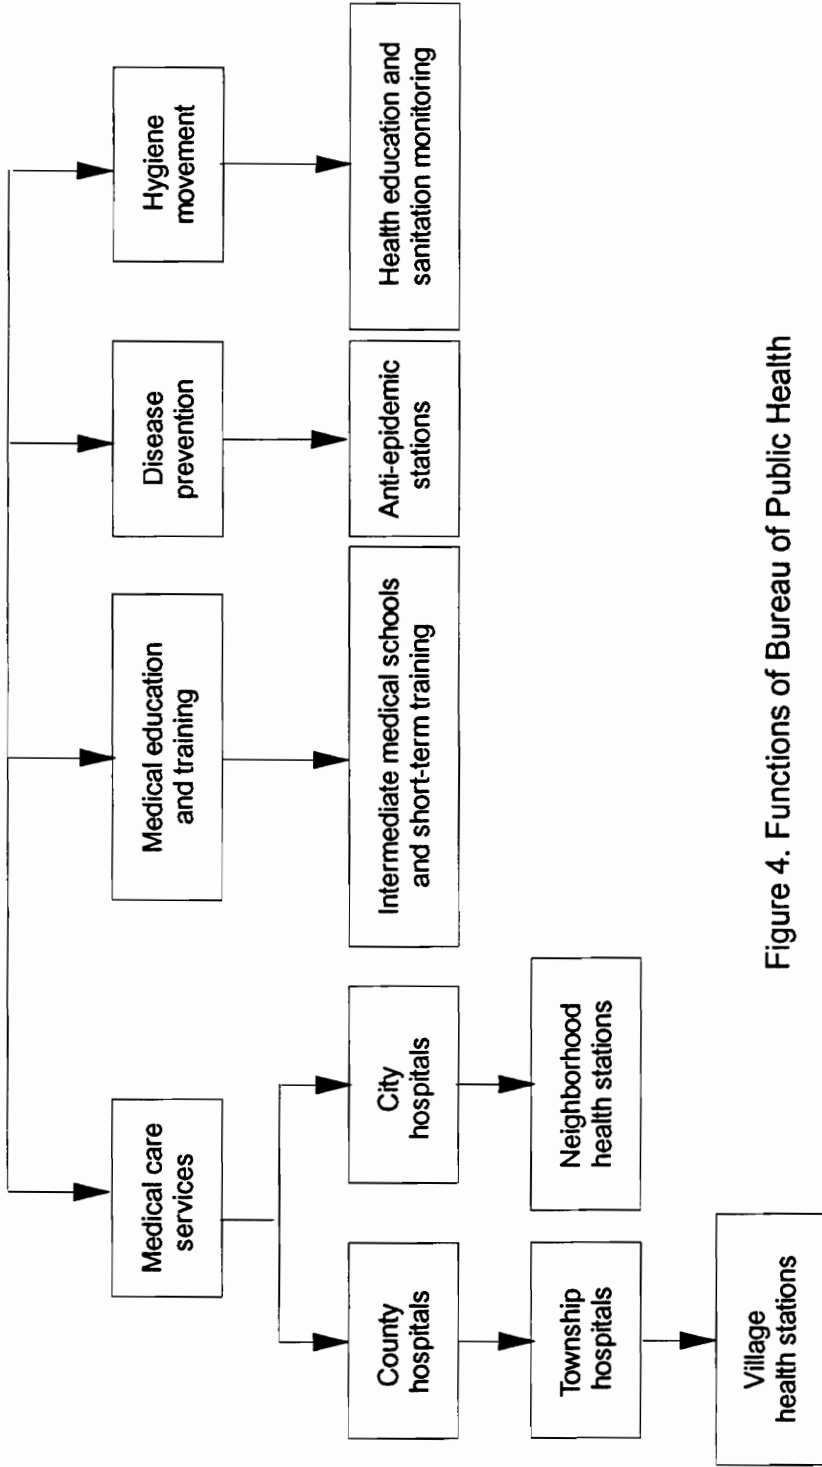 Medical care
services
Medical education
and training
Disease
prevention
Hygiene
movement
County
hospitals
City
hospitals
Intermediate medical schools
and short-term training
Anti-epidemic
stations
Health education and
sanitation monitoring
Township
hospitals
Neighborhood
health stations
Village
health stations
Figure 4. Functions of Bureau of Public Health